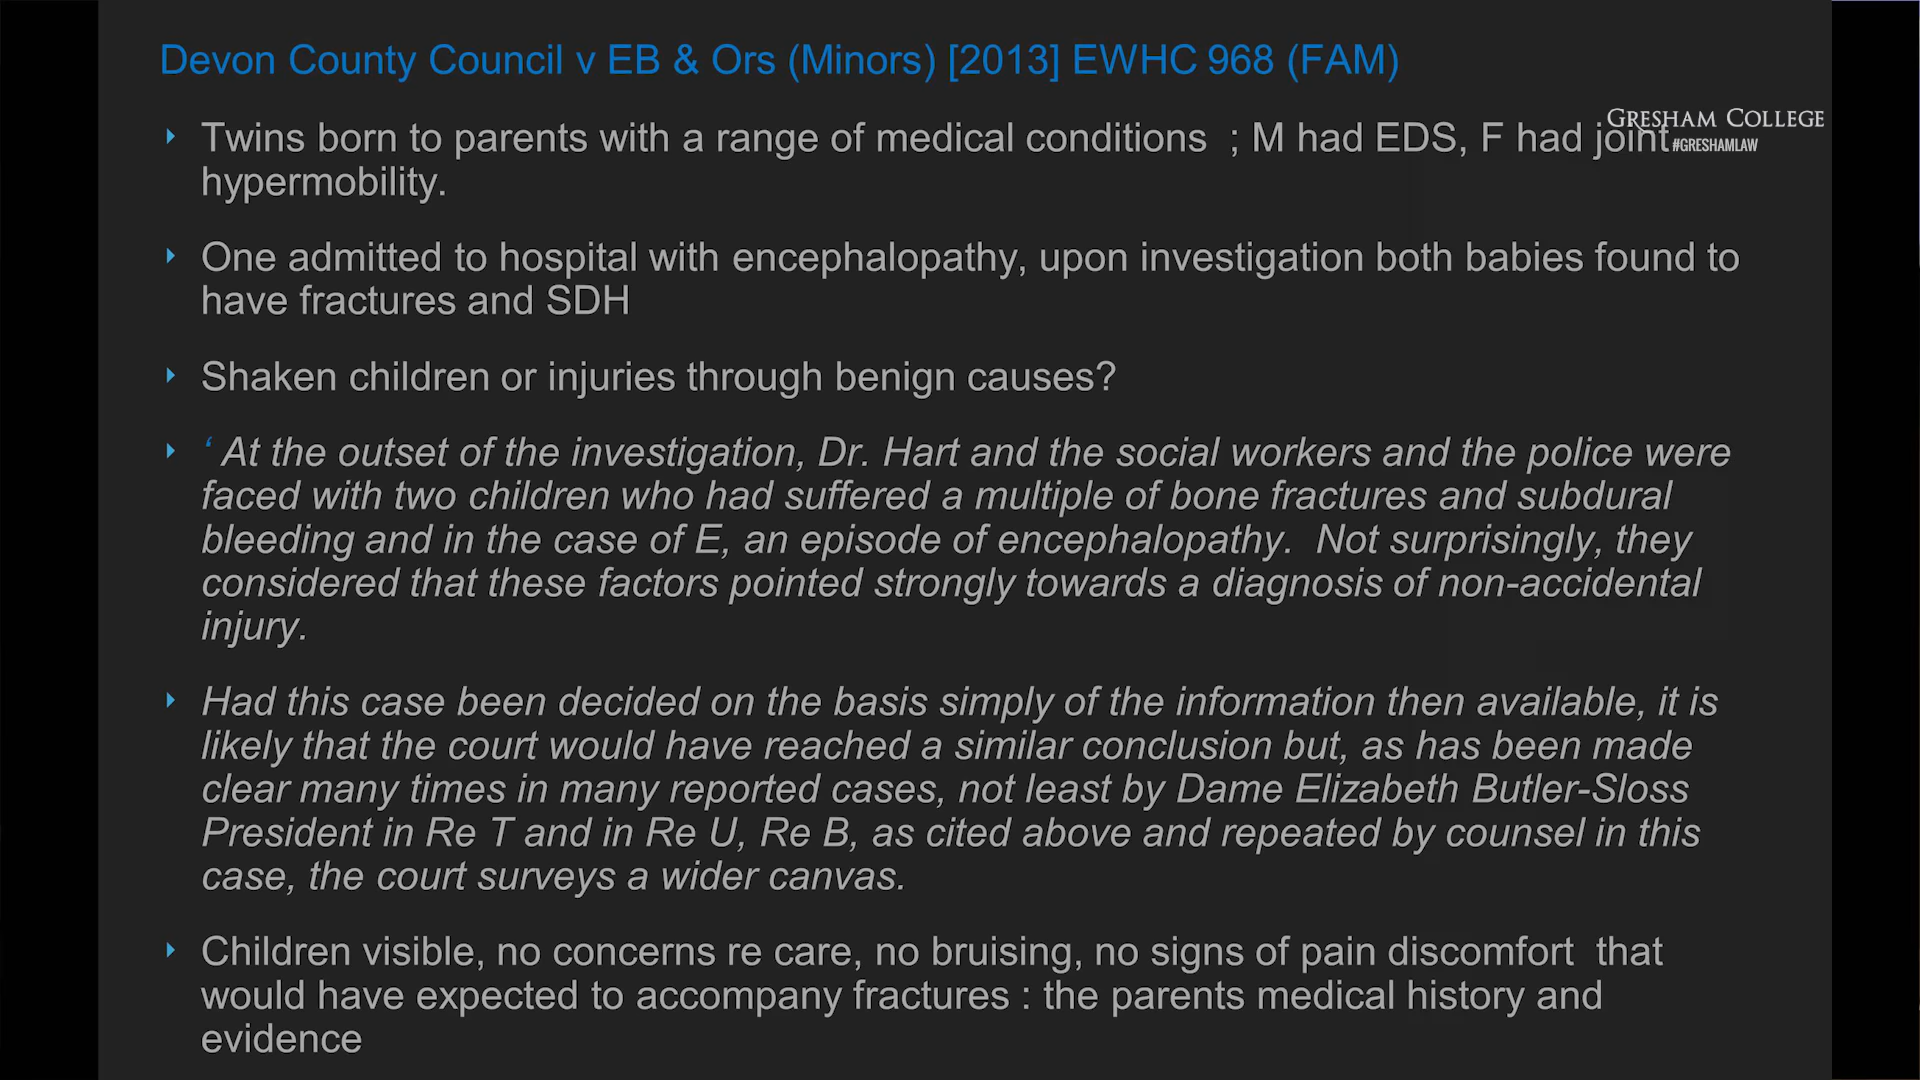 Devon County Council v EB & Ors (Minors) [2013] EWHC 968 (FAM)
GRESHAM COLLEGE
#GRESHAMLAW
Twins born to parents with a range of medical conditions ; M had EDS, F had joint
hypermobility.
One admitted to hospital with encephalopathy, upon investigation both babies found to
have fractures and SDH
Shaken children or injuries through benign causes?
‘ At the outset of the investigation, Dr. Hart and the social workers and the police were
faced with two children who had suffered a multiple of bone fractures and subdural
bleeding and in the case of E, an episode of encephalopathy. Not surprisingly, they
considered that these factors pointed strongly towards a diagnosis of non-accidental
injury.
Had this case been decided on the basis simply of the information then available, it is
likely that the court would have reached a similar conclusion but, as has been made
clear many times in many reported cases, not least by Dame Elizabeth Butler-Sloss
President in Re T and in Re U, Re B, as cited above and repeated by counsel in this
case, the court surveys a wider canvas.
Children visible, no concerns re care, no bruising, no signs of pain discomfort that
would have expected to accompany fractures : the parents medical history and
evidence